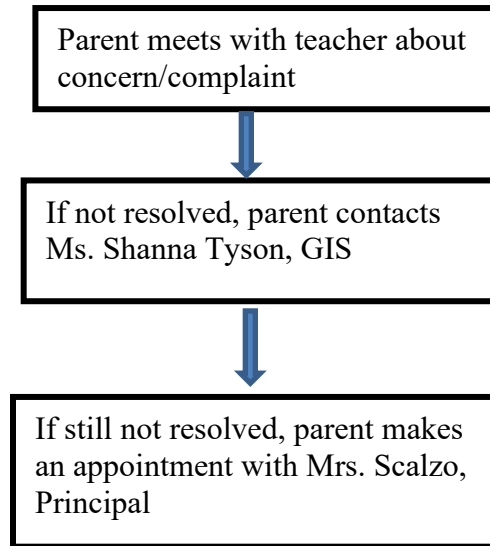 Parent meets with teacher about
concern/complaint
If not resolved, parent contacts
Ms. Shanna Tyson, GIS
If still not resolved, parent makes
an appointment with Mrs. Scalzo,
Principal